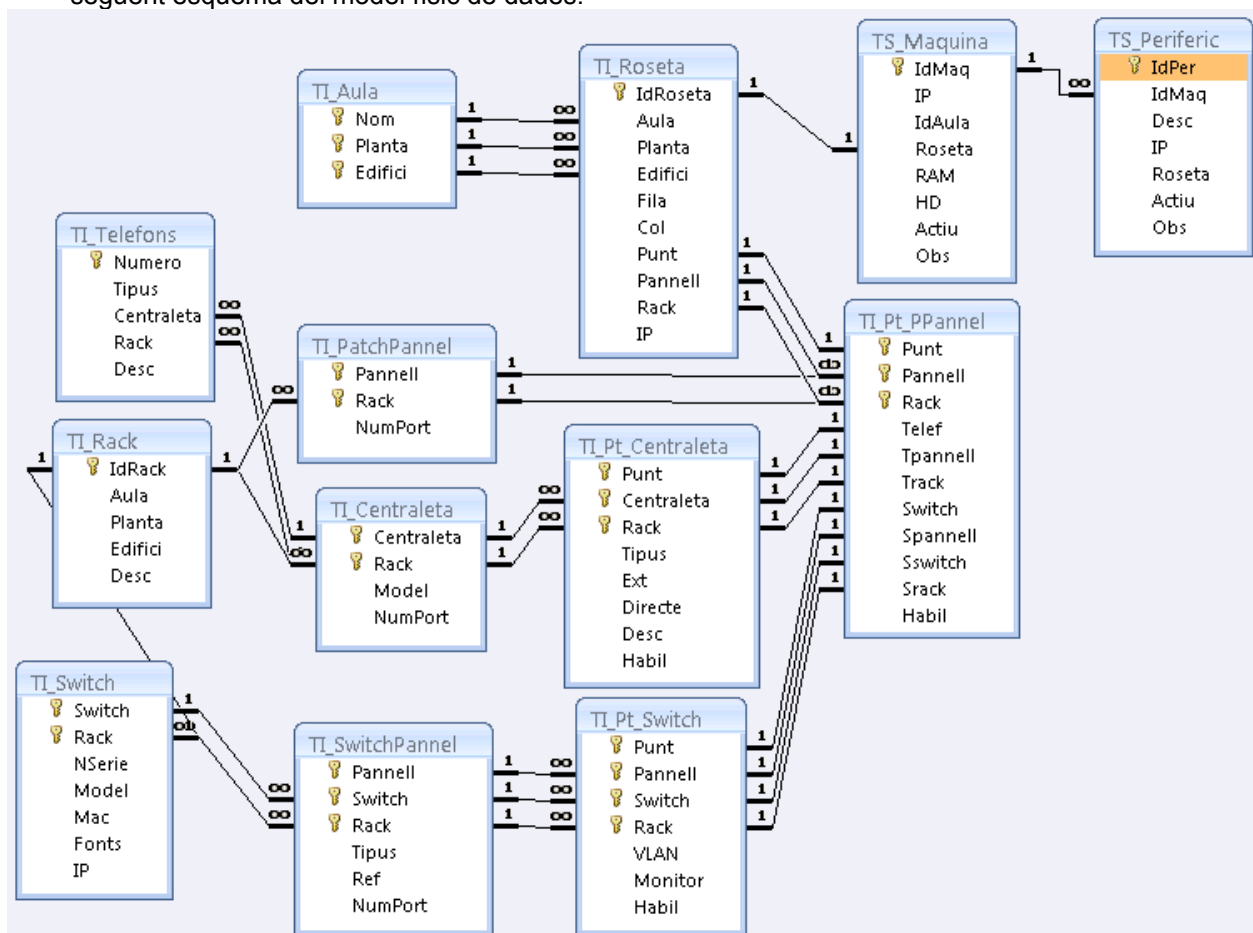 següent esquema del model físic de dades:
TI_Aula
Nom
Planta
Edifici
TI_Roseta
IdRoseta
Aula
Planta
Edifici
Fila
Col
Punt
Pannell
Rack
IP
TS_Maquina
IdMaq
IP
IdAula
Roseta
RAM
HD
Actiu
Obs
TS_Periferic
IdPer
IdMaq
Desc
IP
Roseta
Actiu
Obs
TI_Telefons
Numero
Tipus
Centraleta
Rack
Desc
TI_PatchPannel
Pannell
Rack
NumPort
TI_Pt_PPannel
Punt
Pannell
Rack
Telef
Tpannell
Track
Switch
Spannell
Sswitch
Srack
Habil
TI_Rack
IdRack
Aula
Planta
Edifici
Desc
TI_Centraleta
Centraleta
Rack
Model
NumPort
TI_Pt_Centraleta
Punt
Centraleta
Rack
Tipus
Ext
Directe
Desc
Habil
TI_Switch
Switch
Rack
NSerie
Model
Mac
Fonts
IP
TI_SwitchPannel
Pannell
Switch
Rack
Tipus
Ref
NumPort
TI_Pt_Switch
Punt
Pannell
Switch
Rack
VLAN
Monitor
Habil